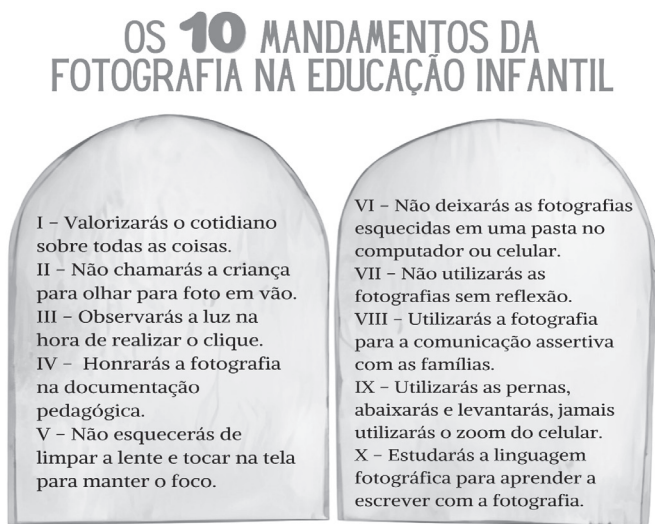 OS 10 MANDAMENTOS DA
FOTOGRAFIA NA EDUCAÇÃO INFANTIL
I – Valorizarás o cotidiano
sobre todas as coisas.
II – Não chamarás a criança
para olhar para foto em vão.
III – Observarás a luz na
hora de realizar o clique.
IV – Honrarás a fotografia
na documentação
pedagógica.
V – Não esquecerás de
limpar a lente e tocar na tela
para manter o foco.
VI – Não deixarás as fotografias
esquecidas em uma pasta no
computador ou celular.
VII – Não utilizarás as
fotografias sem reflexão.
VIII – Utilizarás a fotografia
para a comunicação assertiva
com as famílias.
IX – Utilizarás as pernas,
abaixarás e levantarás, jamais
utilizarás o zoom do celular.
X – Estudarás a linguagem
fotográfica para aprender a
escrever com a fotografia.